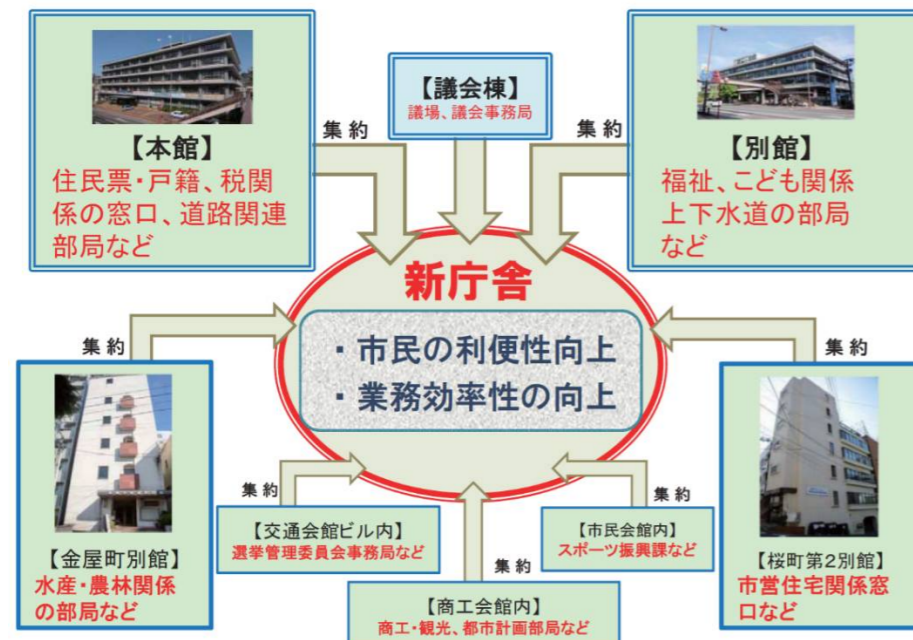 【本館】
住民票・戸籍、税関
係の窓口、道路関連
部局など
集約
【議会棟】
議場、議会事務局
集約
【別館】
福祉、こども関係
上下水道の部局
など
新庁舎
・市民の利便性向上
・業務効率性の向上
集約
【金屋町別館】
水産・農林関係
の部局など
集約
【交通会館ビル内】
選挙管理委員会事務局など
集約
【商工会館内】
商工・観光、都市計画部局など
集約
【市民会館内】
スポーツ振興課など
集約
【桜町第2別館】
市営住宅関係窓
口など